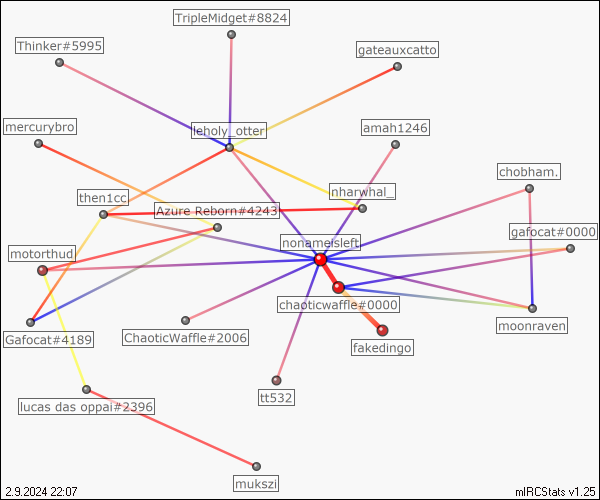 TripleMidget#8824
Thinker#5995
gateauxcatto
mercurybro
leholy_otter
amah1246
chobham.
then1cc
nharwhal_
Azure Reborn#4243
gafocat#0000
nonameisleft
motorthud
chaoticwaffle#0000
moonraven
Gafocat#4189
ChaoticWaffle#2006
fakedingo
tt532
lucas das oppai#2396
mukszi
2.9.2024 22:07
mIRCStats v1.25